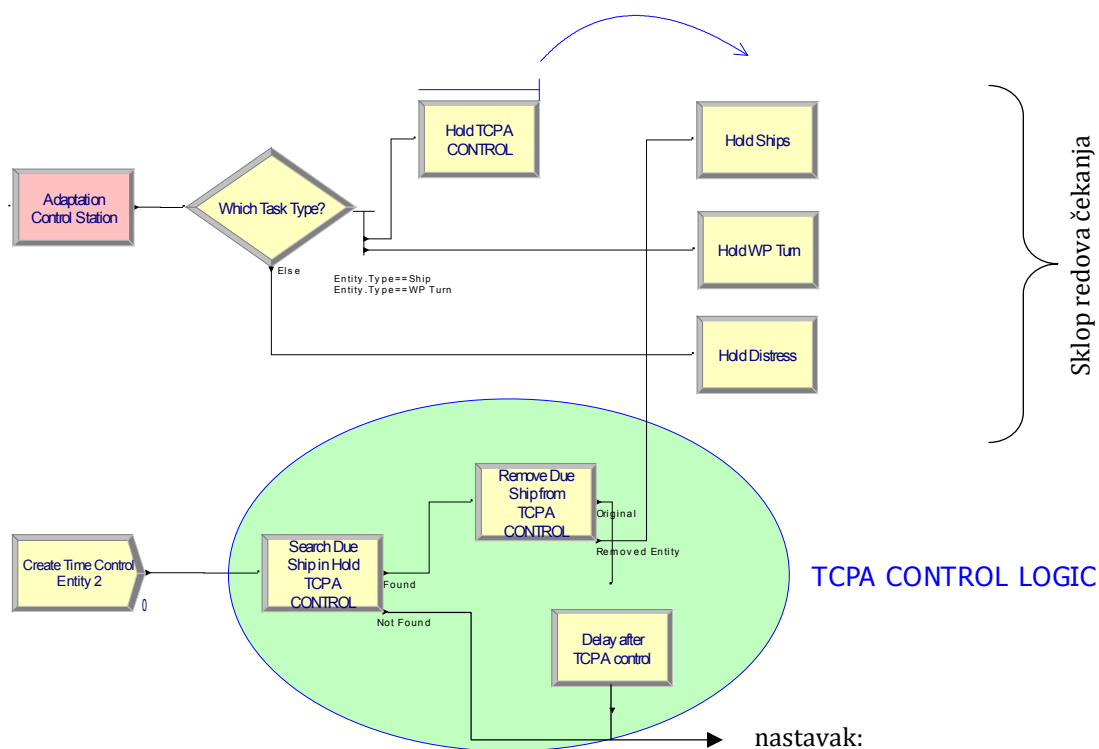 Hold TCPA
CONTROL
Hold Ships
Adaptation
Control Station
Which Task Type?
Hold WP Turn
Else
Entity.Type==Ship
Entity.Type==WP Turn
Hold Distress
Sklop redova čekanja
Remove Due
Ship from
TCPA
CONTROL
Original
Removed Entity
Create Time Control
Entity 2
0
Search Due
Ship in Hold
TCPA
CONTROL
Found
Not Found
TCPA CONTROL LOGIC
Delay after
TCPA control
nastavak: